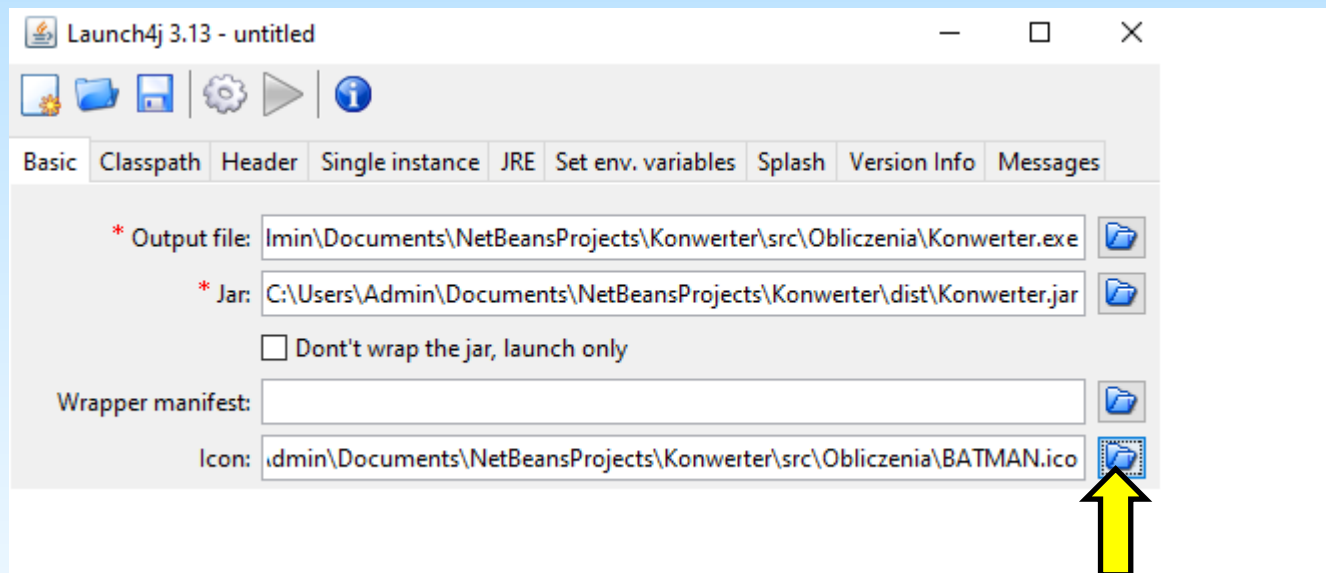 Launch4j 3.13 - untitled
Basic Classpath Header Single instance JRE Set env. variables Splash Version Info Messages
* Output file: lmin\Documents\NetBeansProjects\Konwerter\src\Obliczenia\Konwerter.exe
* Jar: C:\Users\Admin\Documents\NetBeansProjects\Konwerter\dist\Konwerter.jar
Dont't wrap the jar, launch only
Wrapper manifest:
Icon: \dmin\Documents\NetBeansProjects\Konwerter\src\Obliczenia\BATMAN.ico